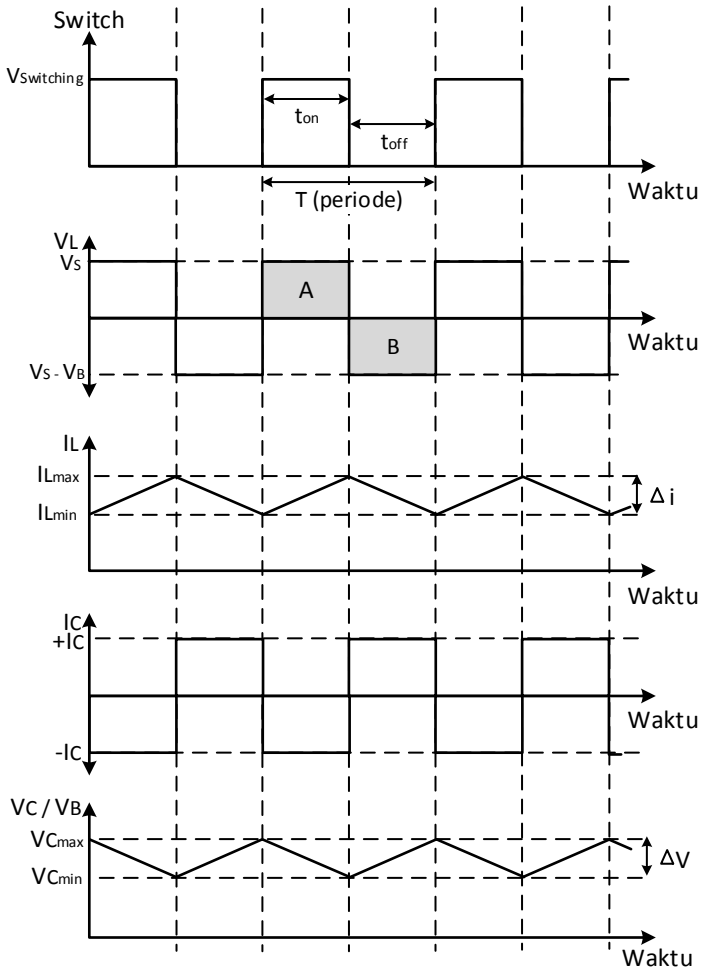 Switch
VSwitching
ton
toff
T (periode)
Waktu
VL
VS
A
B
VS - VB
Waktu
IL
ILmax
ILmin
Δi
Waktu
IC
+IC
-IC
Waktu
VC / VB
VCmax
VCmin
ΔV
Waktu